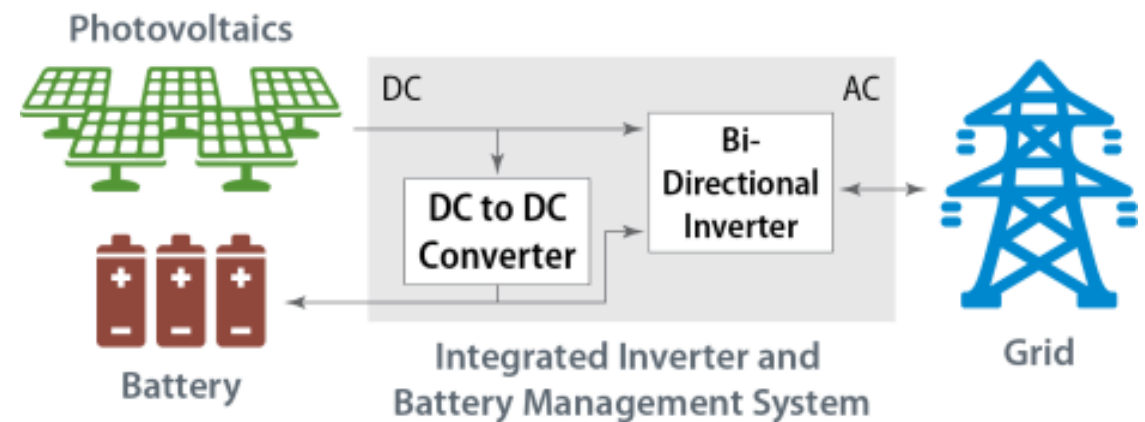 Photovoltaics
DC
AC
Bi-
Directional
Inverter
DC to DC
Converter
Battery
Integrated Inverter and
Battery Management System
Grid